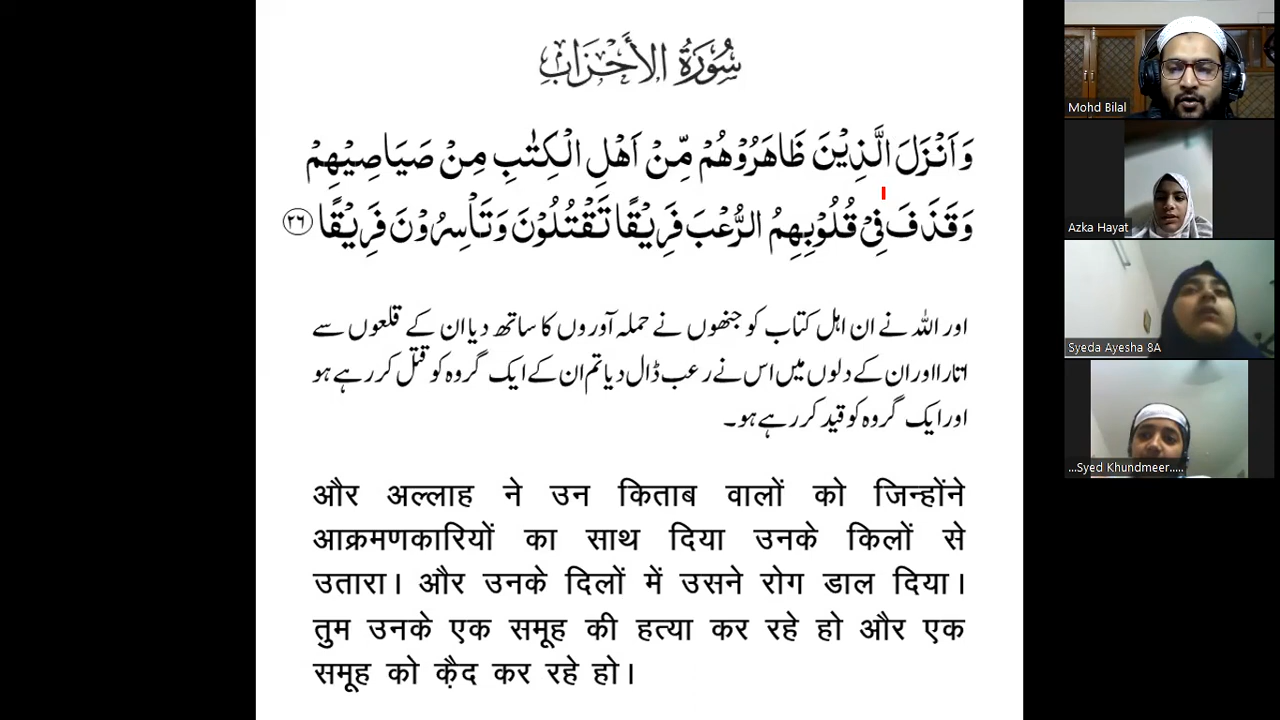 سُوْرَةُ الأَحْزَابِ
وَاَنْزَلَ الَّذِيْنَ ظَاهَرُوْهُمْ مِّنْ اَهْلِ الْكِتٰبِ مِنْ صَيَاصِيْهِمْ
وَقَذَفَ فِيْ قُلُوْبِهِمُ الرُّعْبَ فَرِيْقًا تَقْتُلُوْنَ وَتَاْسِرُوْنَ فَرِيْقًا ﴿٢٦﴾
اور اللہ نے ان اہل کتاب کو جنھوں نے حملہ آوروں کا ساتھ دیا ان کے قلعوں سے
اتارا اور ان کے دلوں میں اس نے رعب ڈال دیا تم ان کے ایک گروہ کو قتل کر رہے ہو
اور ایک گروہ کو قید کر رہے ہو۔
और अल्लाह ने उन किताब वालों को जिन्होंने
आक्रमणकारियों का साथ दिया उनके किलों से
उतारा। और उनके दिलों में उसने रोग डाल दिया।
तुम उनके एक समूह की हत्या कर रहे हो और एक
समूह को क़ैद कर रहे हो।
Mohd Bilal
Azka Hayat
Syeda Ayesha 8A
...Syed Khundmeer.....